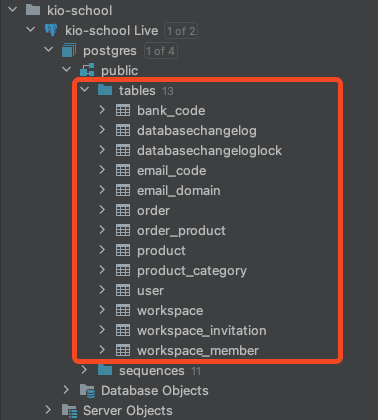 kio-school
kio-school Live 1 of 2
postgres 1 of 4
public
tables 13
bank_code
databasechangelog
databasechangeloglock
email_code
email_domain
order
order_product
product
product_category
user
workspace
workspace_invitation
workspace_member
sequences 11
Database Objects
Server Objects